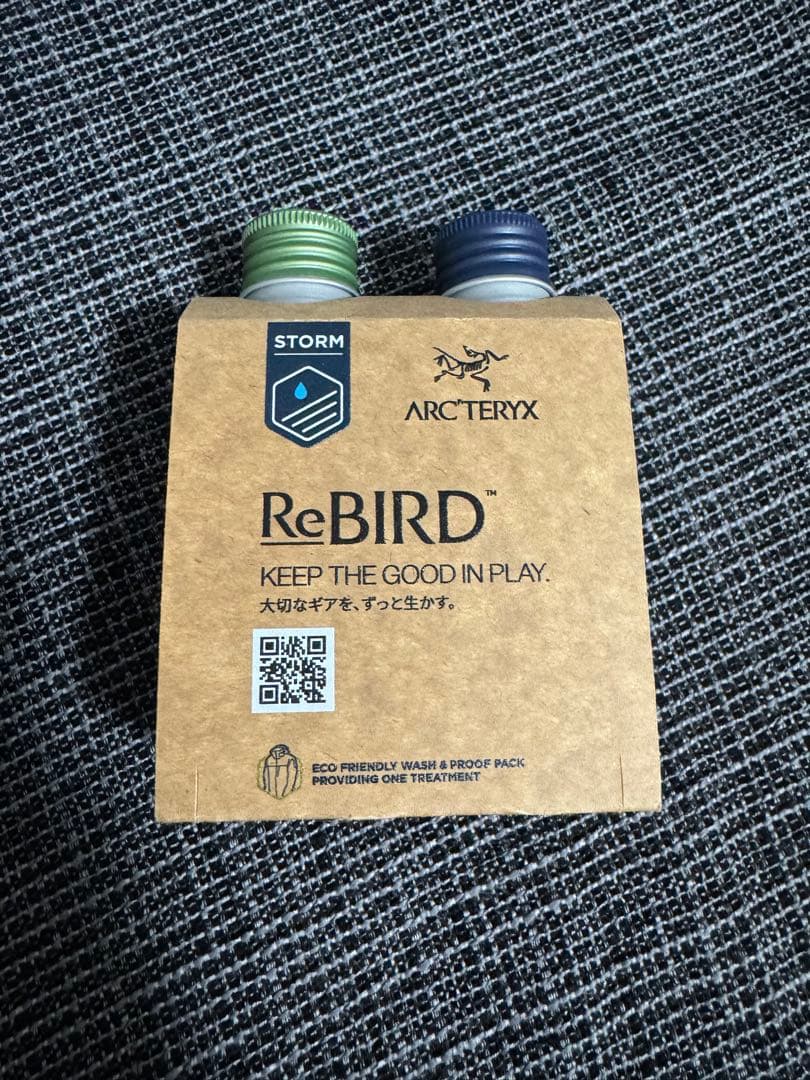 STORM
ARC'TERYX
ReBIRD™
KEEP THE GOOD IN PLAY.
大切なギアを、ずっと生かす。
ECO FRIENDLY WASH & PROOF PACK
PROVIDING ONE TREATMENT